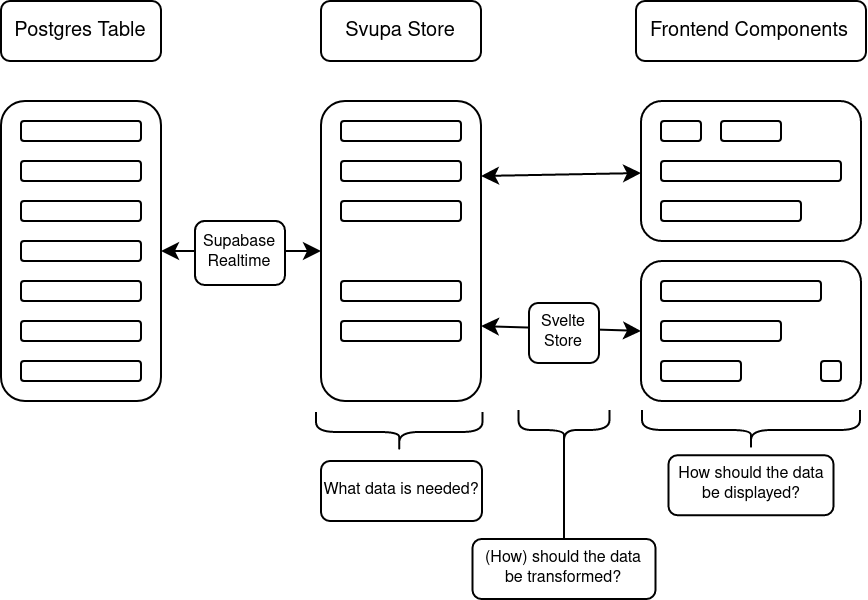 Postgres Table
Svupa Store
Frontend Components
Supabase
Realtime
Svelte
Store
What data is needed?
How should the data
be displayed?
(How) should the data
be transformed?